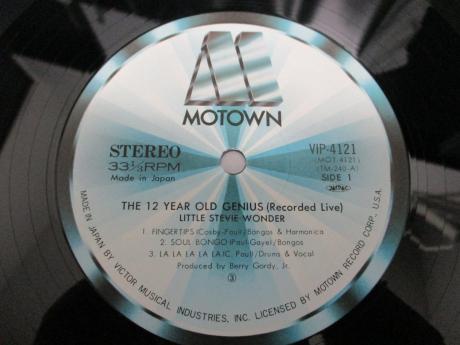 MOTOWN
STEREO
33⅓RPM
Made in Japan
VIP-4121
(MOT-4121)
(TM-240-A)
SIDE 1
THE 12 YEAR OLD GENIUS (Recorded Live)
LITTLE STEVIE WONDER
1. FINGERTIPS (Cosby-Paul)/Bongos & Harmonica
2. SOUL BONGO (Paul-Gaye)/Bongos
3. LA LA LA LA LA (C. Paul)/Drums & Vocal
Produced by Berry Gordy, Jr.
③
MADE IN JAPAN BY VICTOR MUSICAL INDUSTRIES, INC. LICENSED BY MOTOWN RECORD CORP., U.S.A.